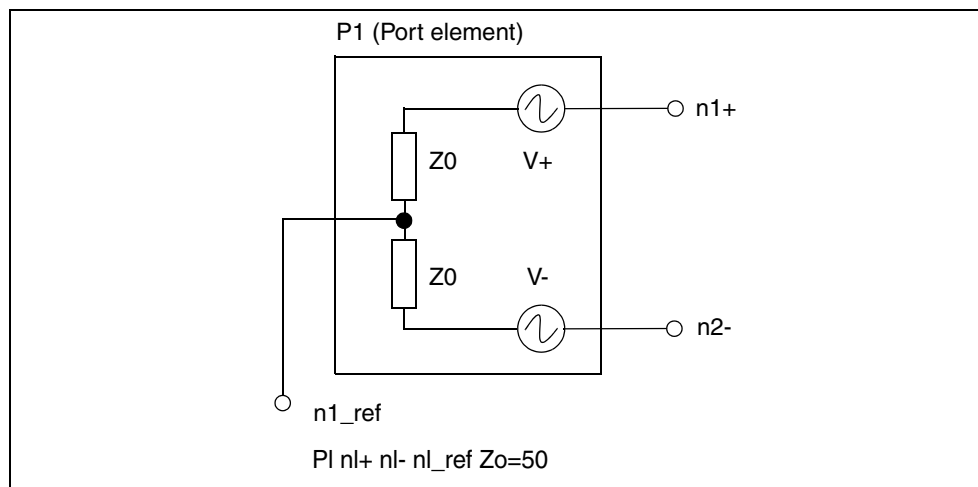 P1 (Port element)
n1+
Z0
V+
Z0
V-
n2-
n1_ref
Pl nl+ nl- nl_ref Zo=50